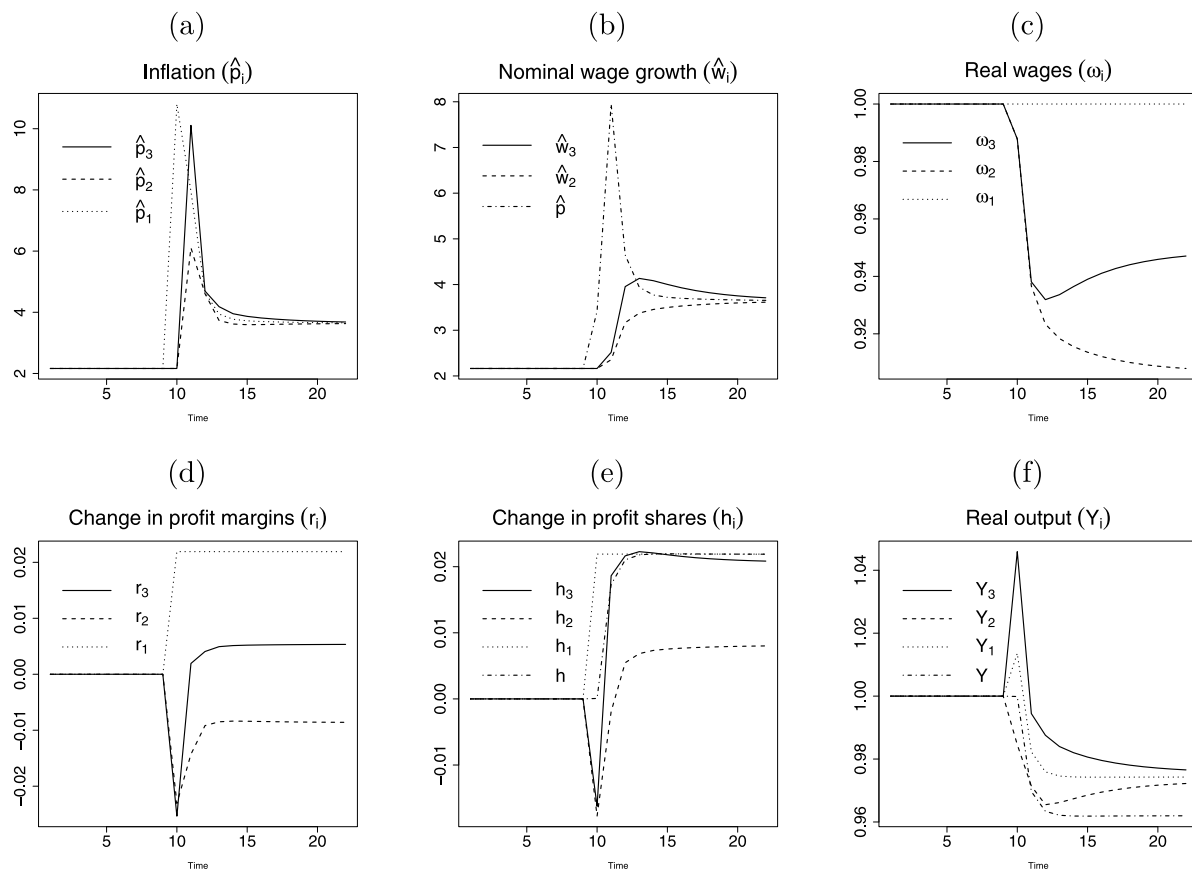 (a)
Inflation (p̂ᵢ)
10
8
6
4
2
p̂₃
p̂₂
p̂₁
5 10 15 20
Time
(b)
Nominal wage growth (ŵᵢ)
8
7
6
5
4
3
2
ŵ₃
ŵ₂
p̂
5 10 15 20
Time
(c)
Real wages (ωᵢ)
1.00
0.98
0.96
0.94
0.92
ω₃
ω₂
ω₁
5 10 15 20
Time
(d)
Change in profit margins (rᵢ)
0.02
0.01
0.00
−0.01
−0.02
r₃
r₂
r₁
5 10 15 20
Time
(e)
Change in profit shares (hᵢ)
0.02
0.01
0.00
−0.01
h₃
h₂
h₁
h
5 10 15 20
Time
(f)
Real output (Yᵢ)
1.04
1.02
1.00
0.98
0.96
Y₃
Y₂
Y₁
Y
5 10 15 20
Time